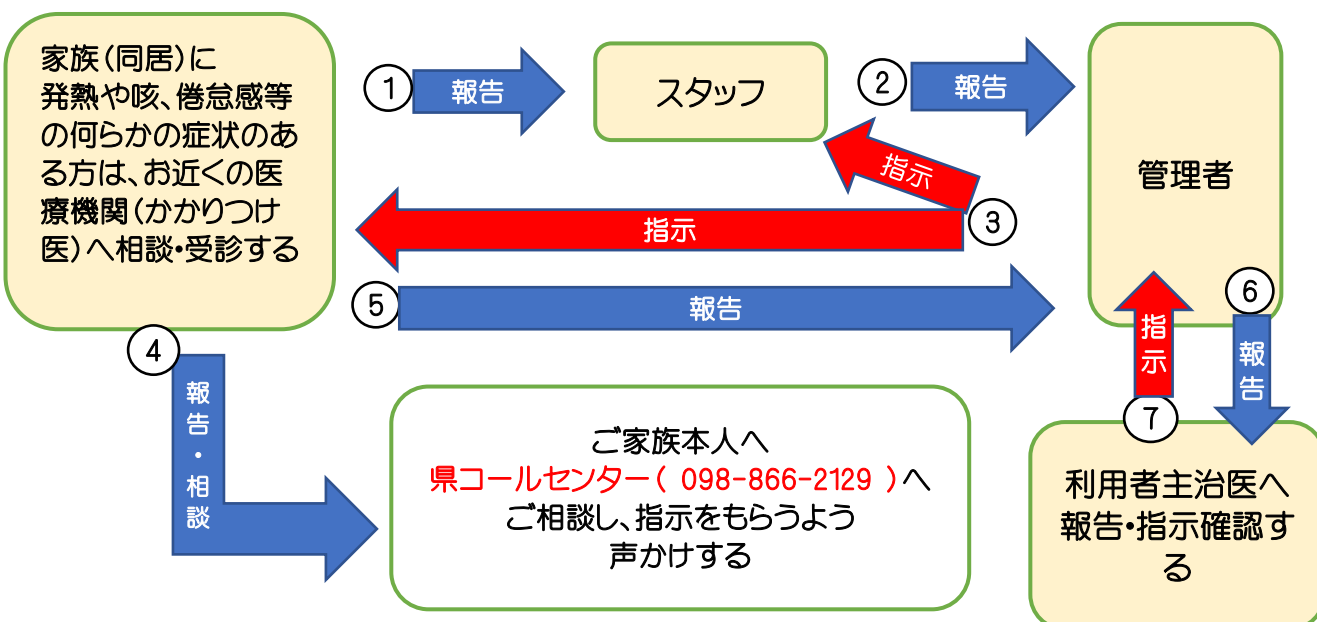 家族(同居)に
発熱や咳、倦怠感等
の何らかの症状のあ
る方は、お近くの医
療機関(かかりつけ
医)へ相談・受診する
①
報告
スタッフ
②
報告
管理者
指示
③
指示
⑤
報告
⑥
報告
指示
⑦
④
報告・相談
ご家族本人へ
県コールセンター( 098-866-2129 )へ
ご相談し、指示をもらうよう
声かけする
利用者主治医へ
報告・指示確認す
る